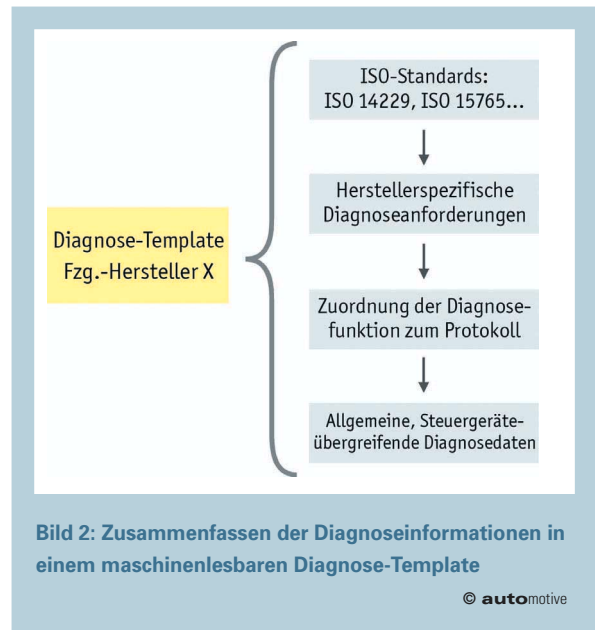 ISO-Standards:
ISO 14229, ISO 15765...
Herstellerspezifische
Diagnoseanforderungen
Diagnose-Template
Fzg.-Hersteller X
Zuordnung der Diagnose-
funktion zum Protokoll
Allgemeine, Steuergeräte-
übergreifende Diagnosedaten
Bild 2: Zusammenfassen der Diagnoseinformationen in
einem maschinenlesbaren Diagnose-Template
© automotive